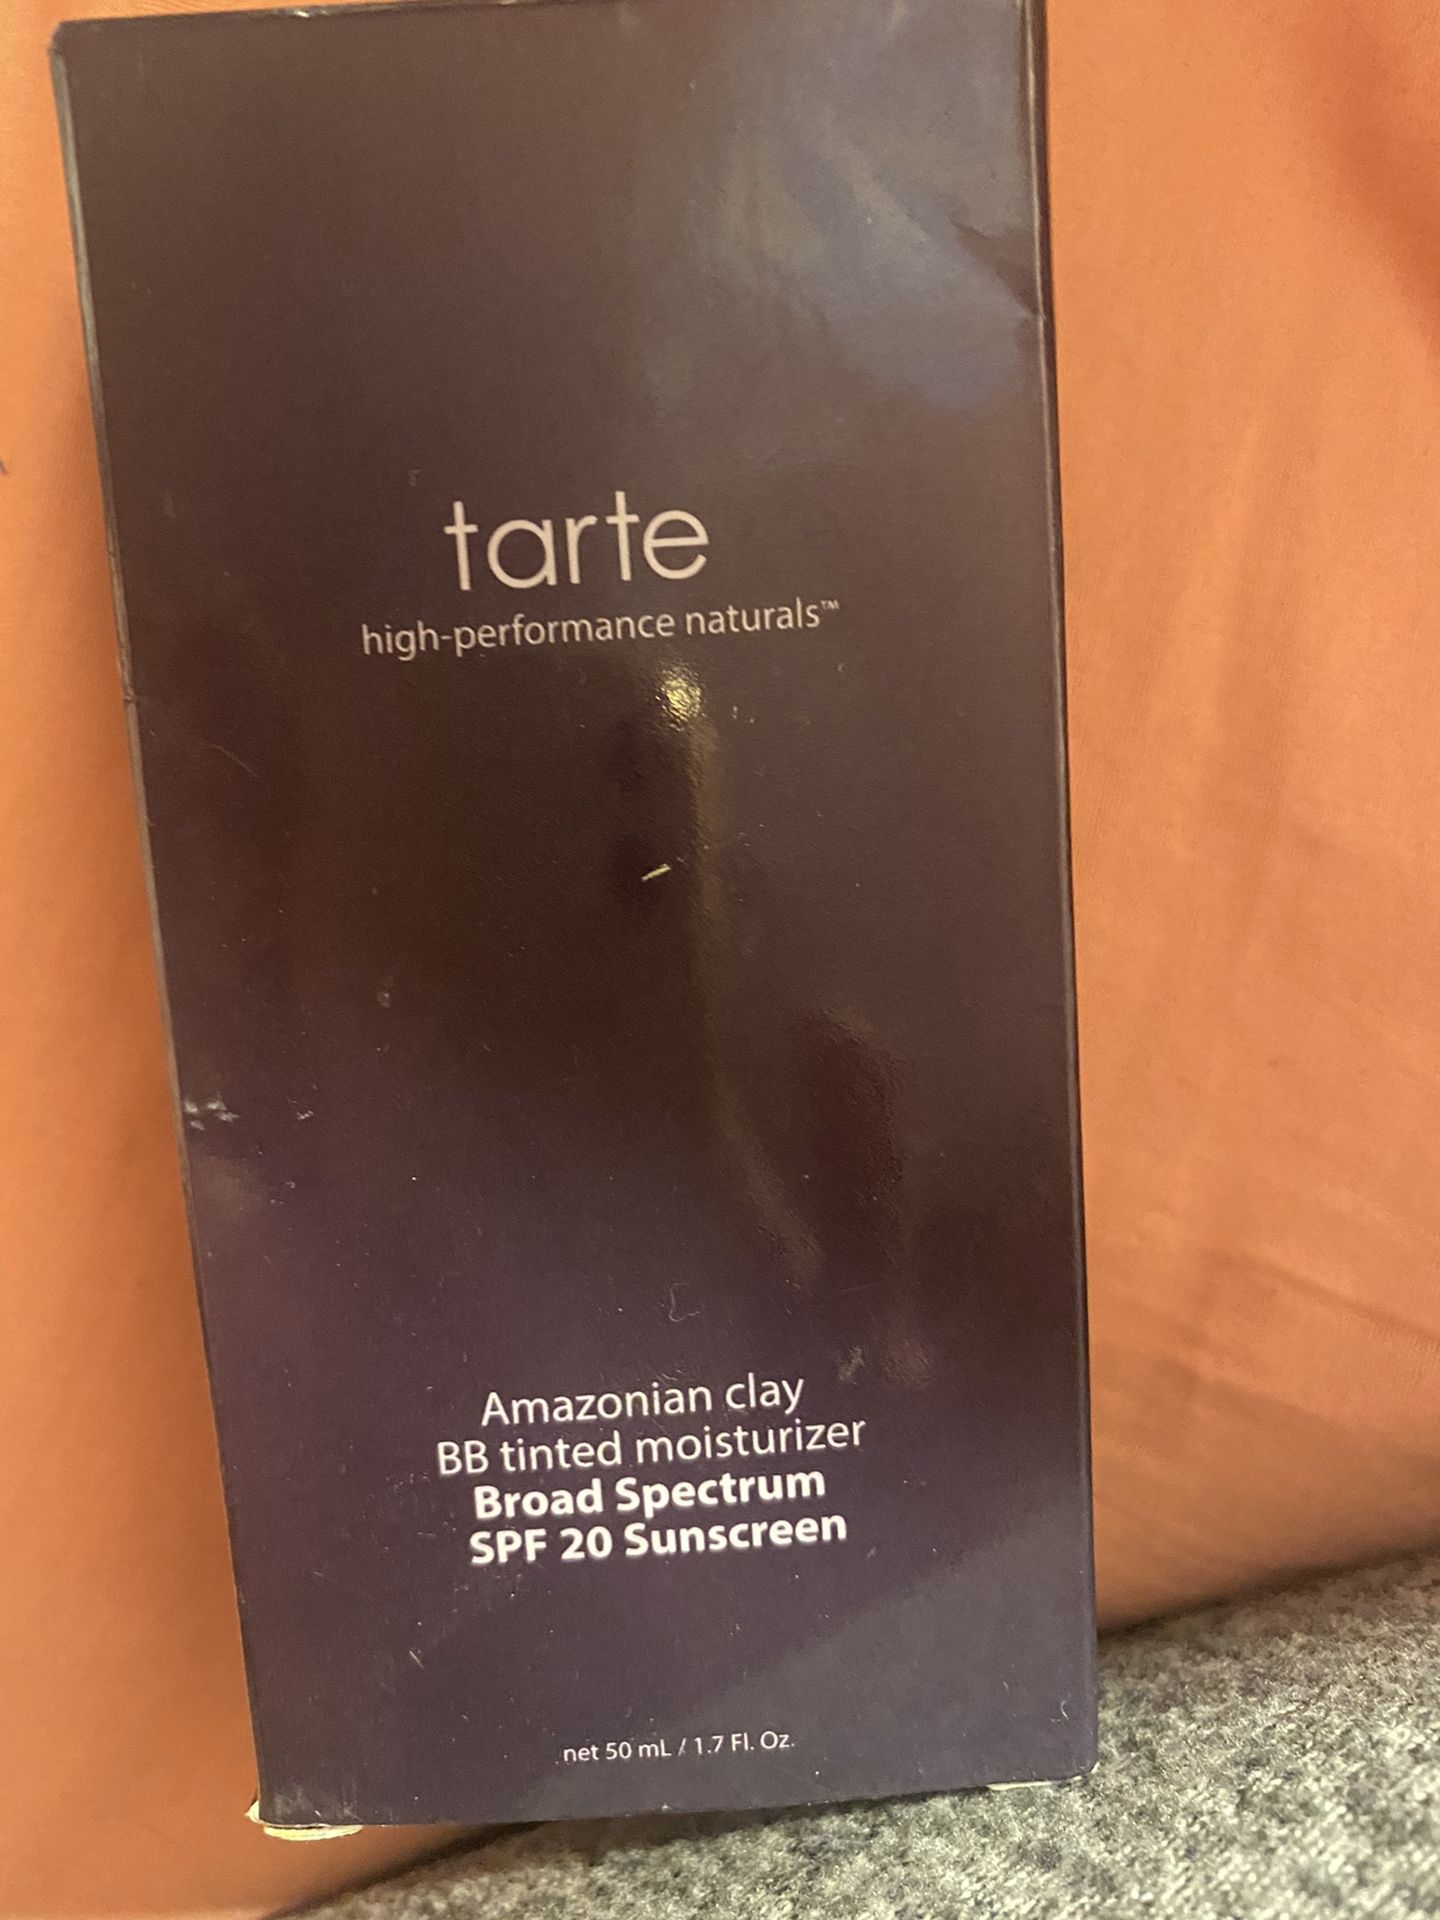 tarte
high-performance naturals™
Amazonian clay
BB tinted moisturizer
Broad Spectrum
SPF 20 Sunscreen
net 50 mL / 1.7 Fl. Oz.